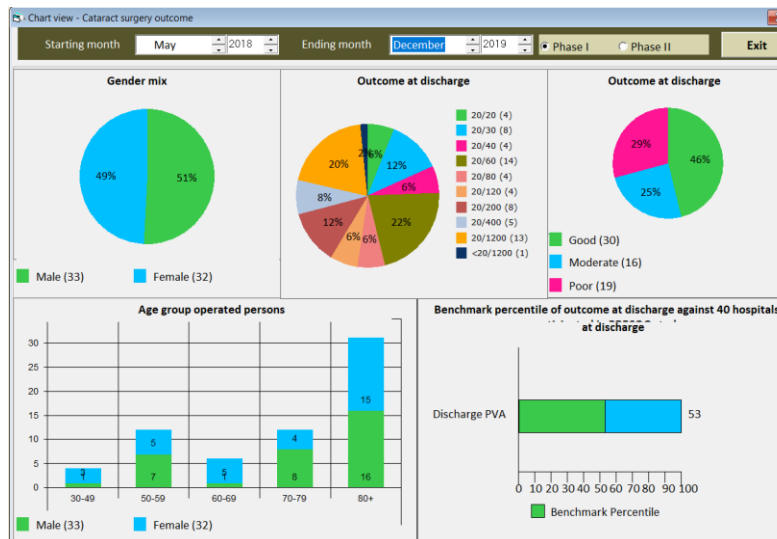 Chart view - Cataract surgery outcome
Starting month May 2018 Ending month December 2019 Phase I Phase II Exit
Gender mix
49% 51%
Male (33) Female (32)
Outcome at discharge
2% 6%
20% 12%
8% 6%
12% 22%
6% 6%
20/20 (4)
20/30 (8)
20/40 (4)
20/60 (14)
20/80 (4)
20/120 (4)
20/200 (8)
20/400 (5)
20/1200 (13)
<20/1200 (1)
Outcome at discharge
29% 46%
25%
Good (30)
Moderate (16)
Poor (19)
Age group operated persons
30
25
20
15
10
5
0
3 5 5 4 15
1 7 1 8 16
30-49 50-59 60-69 70-79 80+
Male (33) Female (32)
Benchmark percentile of outcome at discharge against 40 hospitals
at discharge
Discharge PVA 53
0 10 20 30 40 50 60 70 80 90 100
Benchmark Percentile